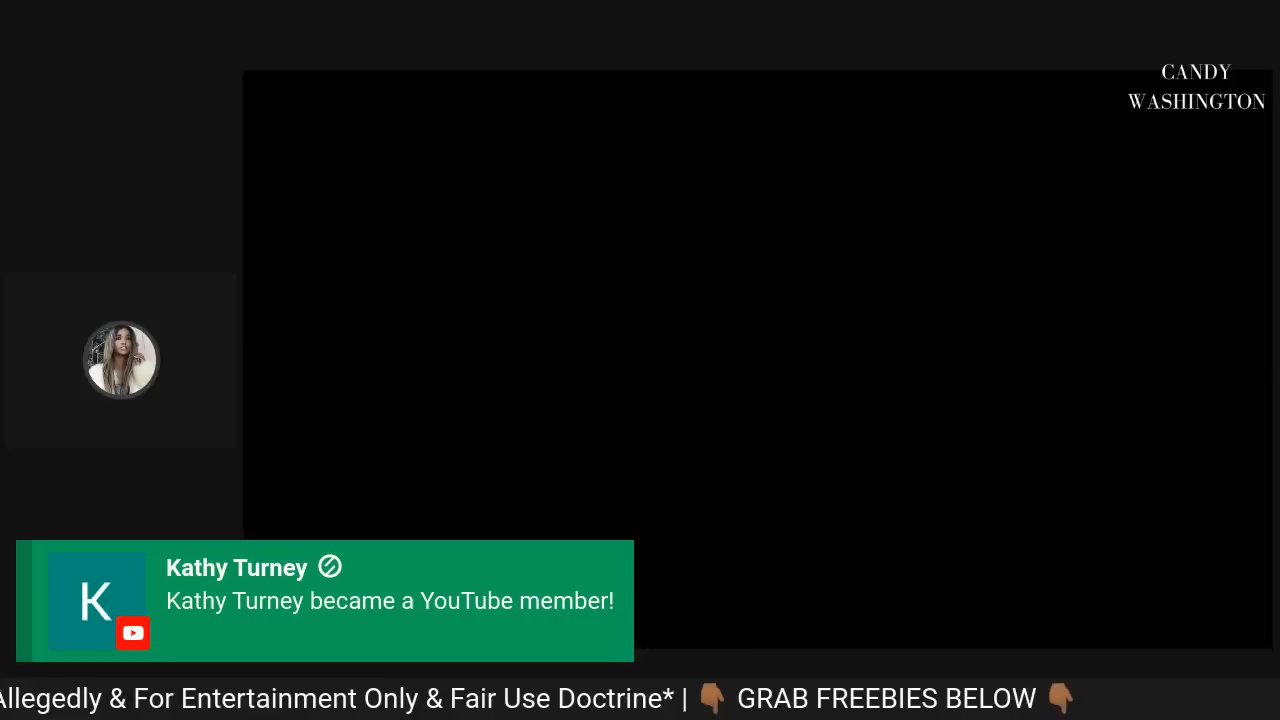 CANDY
WASHINGTON
K
Kathy Turney
Kathy Turney became a YouTube member!
Allegedly & For Entertainment Only & Fair Use Doctrine* | 👇🏾 GRAB FREEBIES BELOW 👇🏾